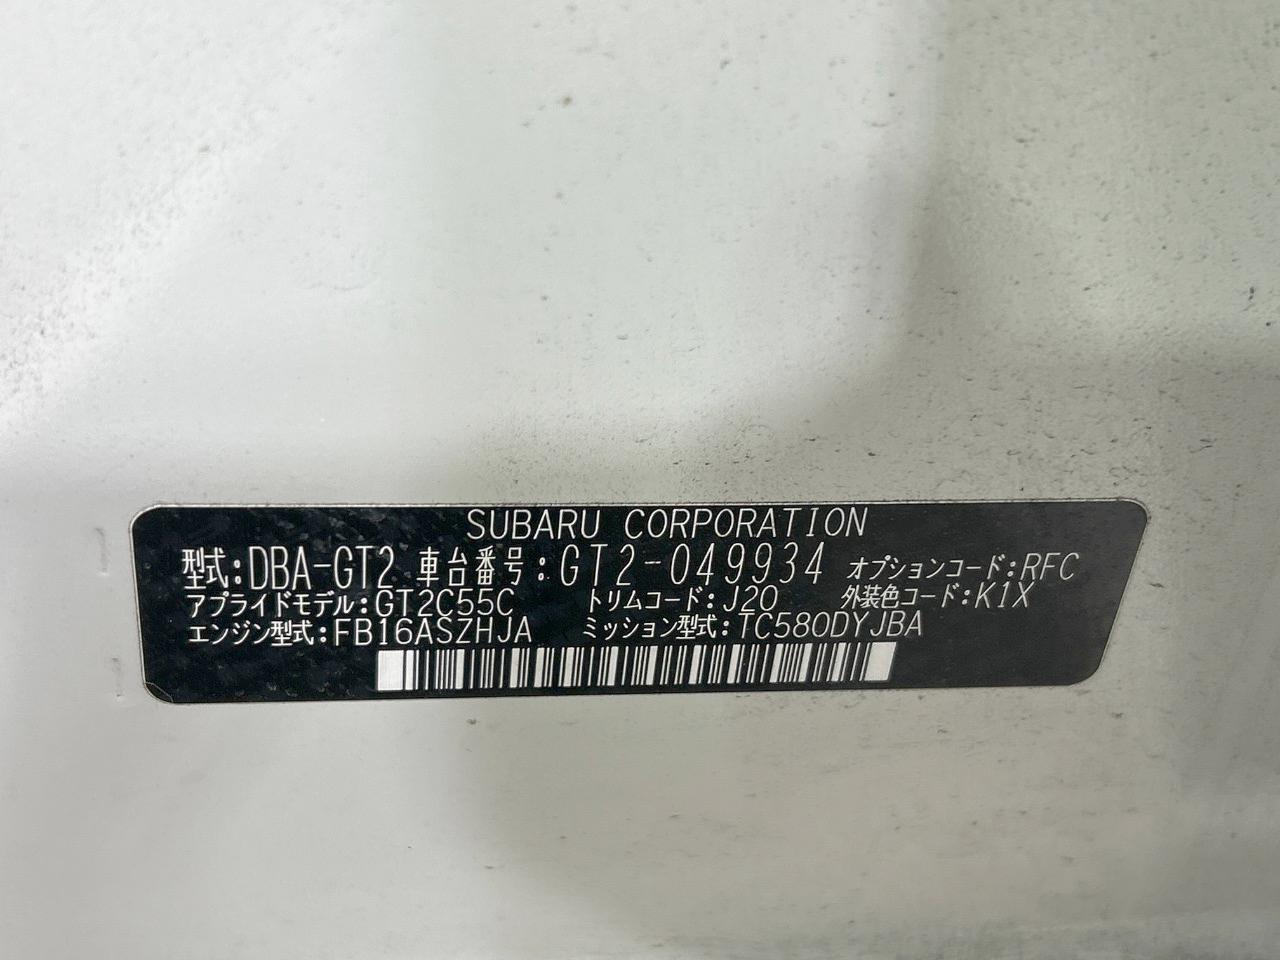 SUBARU CORPORATION
型式:DBA-GT2 車台番号:GT2-049934 オプションコード:RFC
アプライドモデル:GT2C55C トリムコード:J20 外装色コード:K1X
エンジン型式:FB16ASZHJA ミッション型式:TC580DYJBA